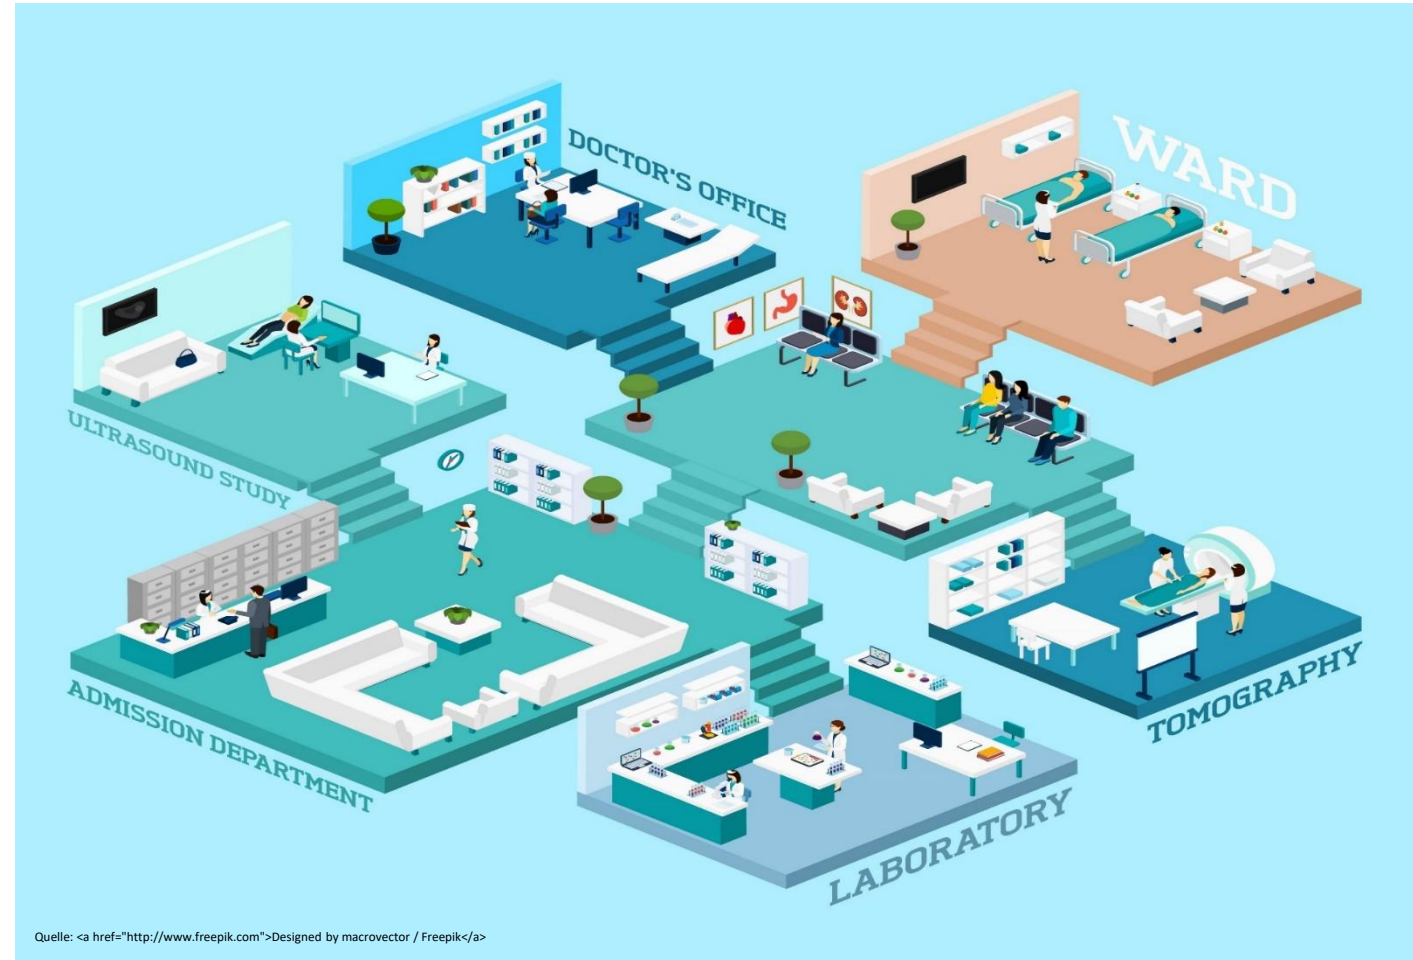 DOCTOR'S OFFICE
WARD
ULTRASOUND STUDY
ADMISSION DEPARTMENT
TOMOGRAPHY
LABORATORY
Quelle: <a href="http://www.freepik.com">Designed by macrovector / Freepik</a>